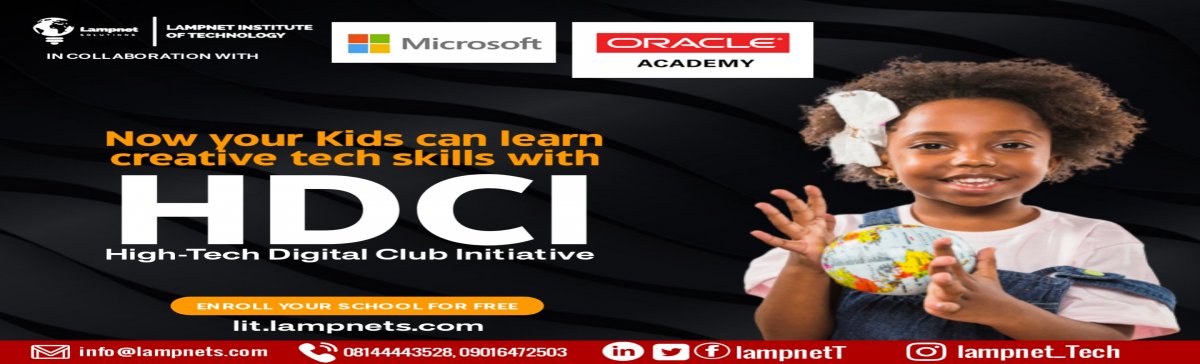 Lampnet
SOLUTIONS
LAMPNET INSTITUTE
OF TECHNOLOGY
IN COLLABORATION WITH
Microsoft
ORACLE
ACADEMY
Now your Kids can learn
creative tech skills with
HDCI
High-Tech Digital Club Initiative
ENROLL YOUR SCHOOL FOR FREE
lit.lampnets.com
info@lampnets.com 08144443528, 09016472503 lampnetT lampnet_Tech